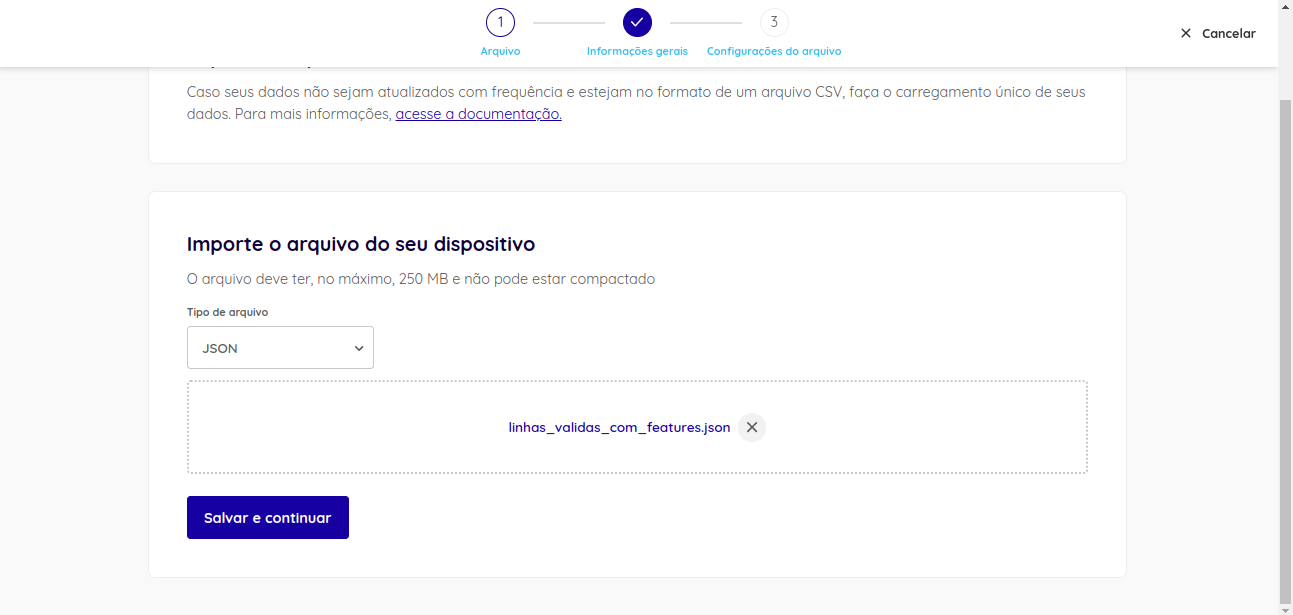 1
3
Arquivo
Informações gerais
Configurações do arquivo
Cancelar
Caso seus dados não sejam atualizados com frequência e estejam no formato de um arquivo CSV, faça o carregamento único de seus
dados. Para mais informações, acesse a documentação.
Importe o arquivo do seu dispositivo
O arquivo deve ter, no máximo, 250 MB e não pode estar compactado
Tipo de arquivo
JSON
linhas_validas_com_features.json
Salvar e continuar